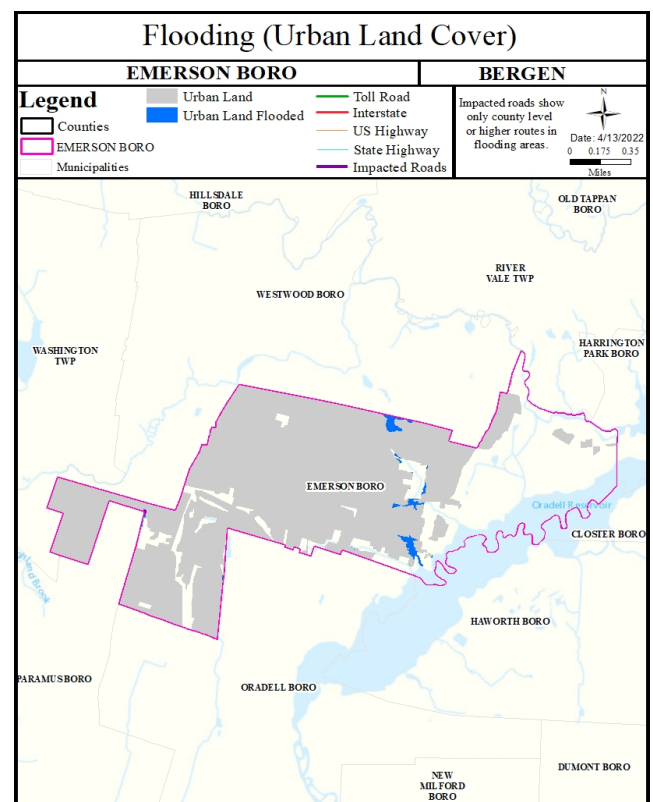 Flooding (Urban Land Cover)
EMERSON BORO
BERGEN
Legend
Counties
EMERSON BORO
Municipalities
Urban Land
Urban Land Flooded
Toll Road
Interstate
US Highway
State Highway
Impacted Roads
Impacted roads show
only county level
or higher routes in
flooding areas.
N
Date: 4/13/2022
0 0.175 0.35
Miles
HILLSDALE
BORO
OLD TAPPAN
BORO
RIVER
VALE TWP
WESTWOOD BORO
WASHINGTON
TWP
HARRINGTON
PARK BORO
EMERSON BORO
Oradell Reservoir
CLOSTER BORO
Brook
HAWORTH BORO
PARAMUS BORO
ORADELL BORO
DUMONT BORO
NEW
MILFORD
BORO